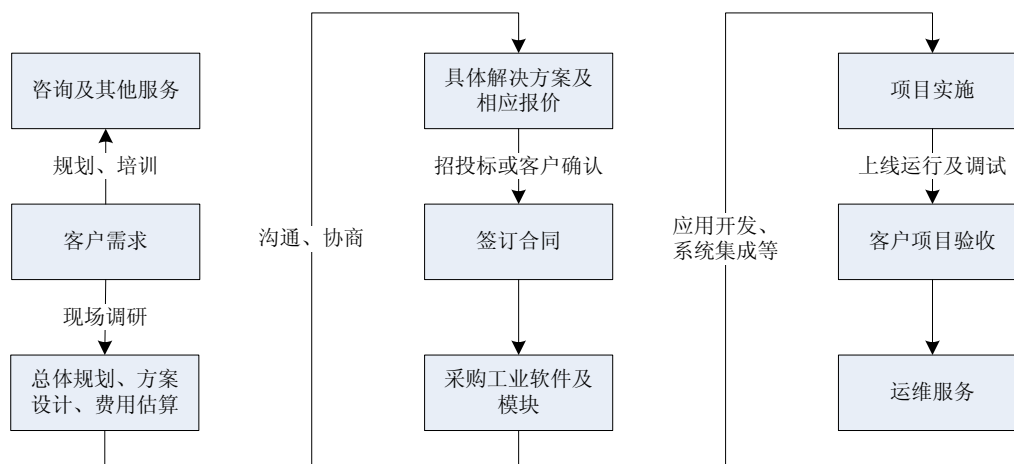 咨询及其他服务
规划、培训
客户需求
现场调研
总体规划、方案
设计、费用估算
沟通、协商
具体解决方案及
相应报价
招投标或客户确认
签订合同
采购工业软件及
模块
应用开发、
系统集成等
项目实施
上线运行及调试
客户项目验收
运维服务